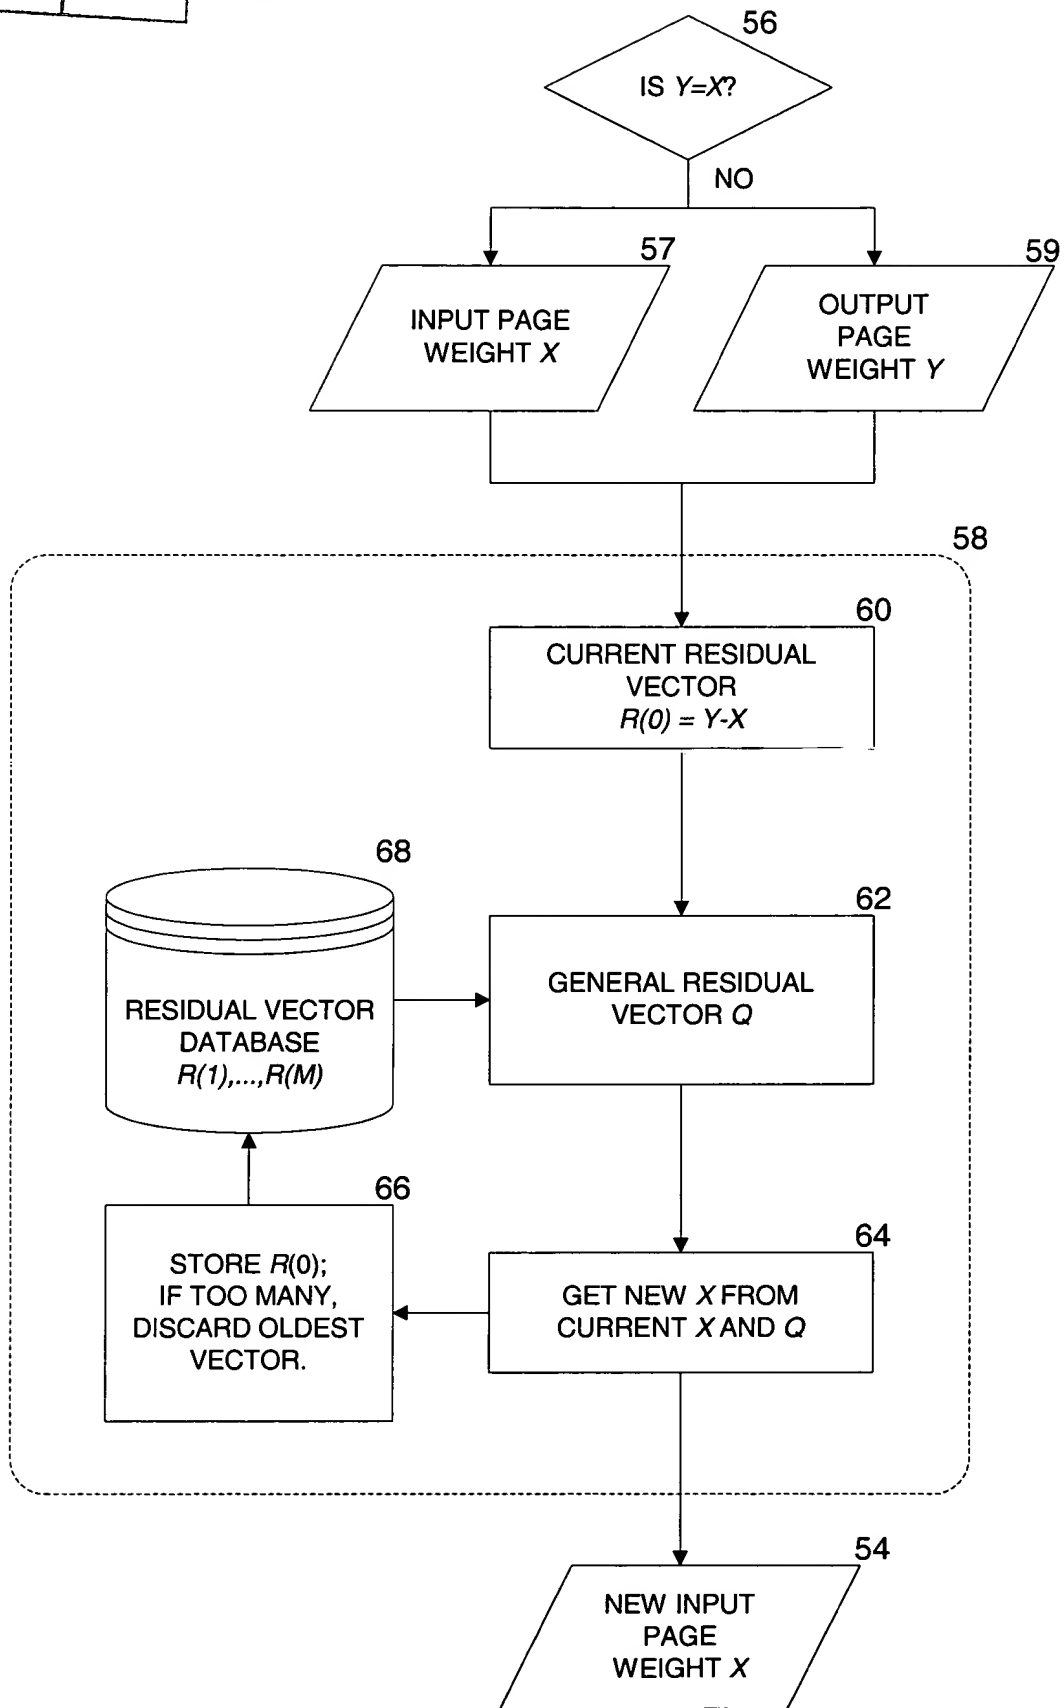 56
IS Y=X?
NO
57
INPUT PAGE
WEIGHT X
59
OUTPUT
PAGE
WEIGHT Y
58
60
CURRENT RESIDUAL
VECTOR
R(0) = Y-X
68
RESIDUAL VECTOR
DATABASE
R(1),...,R(M)
62
GENERAL RESIDUAL
VECTOR Q
66
STORE R(0);
IF TOO MANY,
DISCARD OLDEST
VECTOR.
64
GET NEW X FROM
CURRENT X AND Q
54
NEW INPUT
PAGE
WEIGHT X